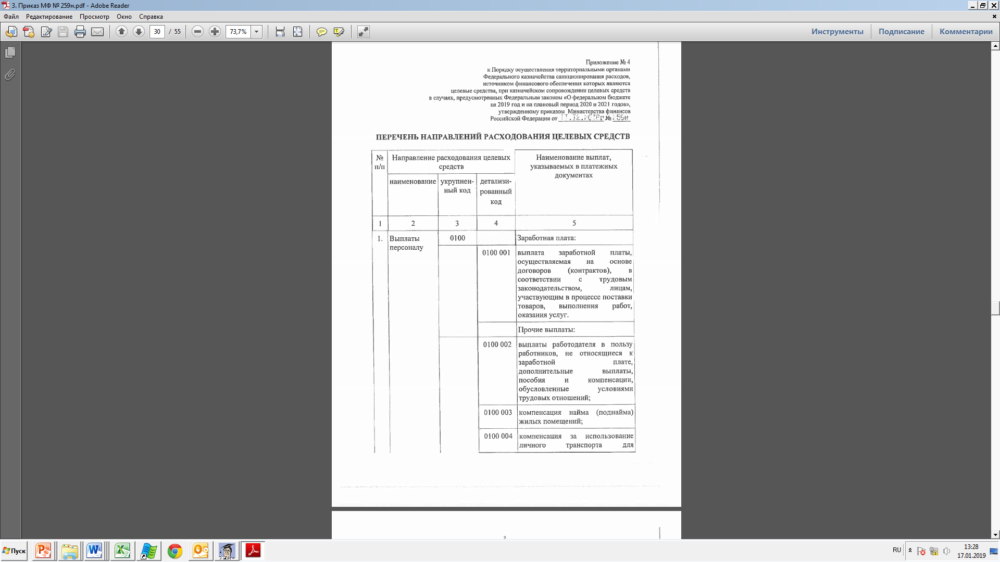 3. Приказ МФ № 259н.pdf - Adobe Reader
Файл Редактирование Просмотр Окно Справка
30 / 55 73,7% Инструменты Подписание Комментарии
Приложение № 4
к Порядку осуществления территориальными органами
Федерального казначейства санкционирования расходов,
источником финансового обеспечения которых являются
целевые средства, при казначейском сопровождении целевых средств
в случаях, предусмотренных Федеральным законом «О федеральном бюджете
на 2019 год и на плановый период 2020 и 2021 годов»,
утвержденному приказом Министерства финансов
Российской Федерации от № 259н
ПЕРЕЧЕНЬ НАПРАВЛЕНИЙ РАСХОДОВАНИЯ ЦЕЛЕВЫХ СРЕДСТВ
№ п/п
Направление расходования целевых
средств
Наименование выплат,
указываемых в платежных
документах
наименование
укрупнен-
ный код
детализи-
рованный
код
1 2 3 4 5
1. Выплаты
персоналу
0100
Заработная плата:
0100 001
выплата заработной платы,
осуществляемая на основе
договоров (контрактов), в
соответствии с трудовым
законодательством, лицам,
участвующим в процессе поставки
товаров, выполнения работ,
оказания услуг.
Прочие выплаты:
0100 002
выплаты работодателя в пользу
работников, не относящиеся к
заработной плате,
дополнительные выплаты,
пособия и компенсации,
обусловленные условиями
трудовых отношений;
0100 003
компенсация найма (поднайма)
жилых помещений;
0100 004
компенсация за использование
личного транспорта для
2
Пуск
RU
13:28
17.01.2019